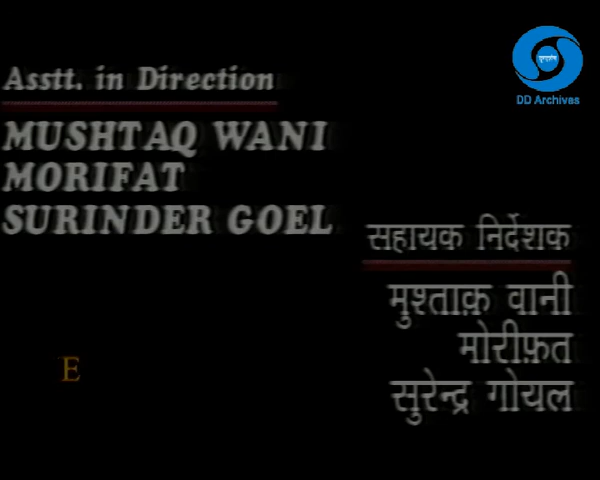 Asstt. in Direction
MUSHTAQ WANI
MORIFAT
SURINDER GOEL
सहायक निर्देशक
मुश्ताक़ वानी
मोरीफ़त
सुरेन्द्र गोयल
E
DD Archives